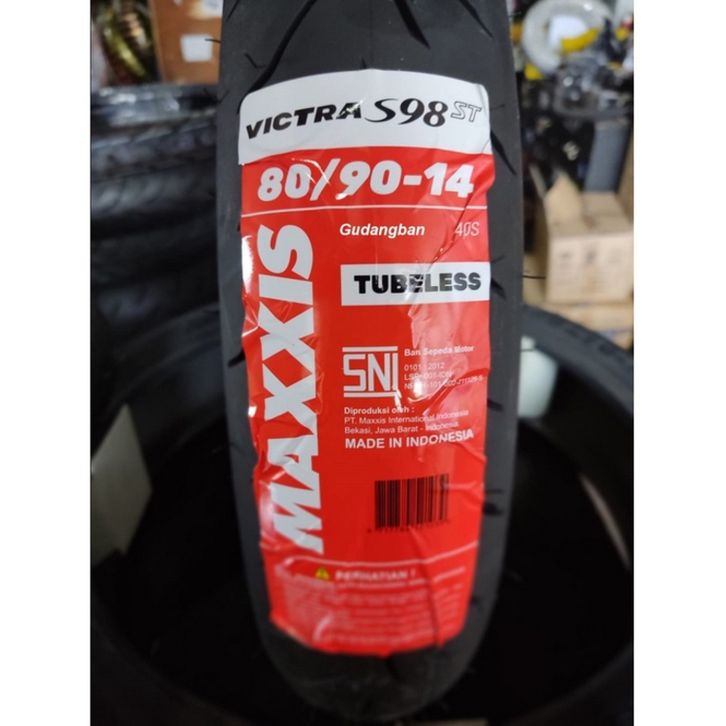 VICTRA S98 ST
80/90-14
Gudangban
40S
TUBELESS
MAXXIS
SNI
Ban Sepeda Motor
Diproduksi oleh :
PT. Maxxis International Indonesia
Bekasi, Jawa Barat - Indonesia
MADE IN INDONESIA
PERHATIAN !